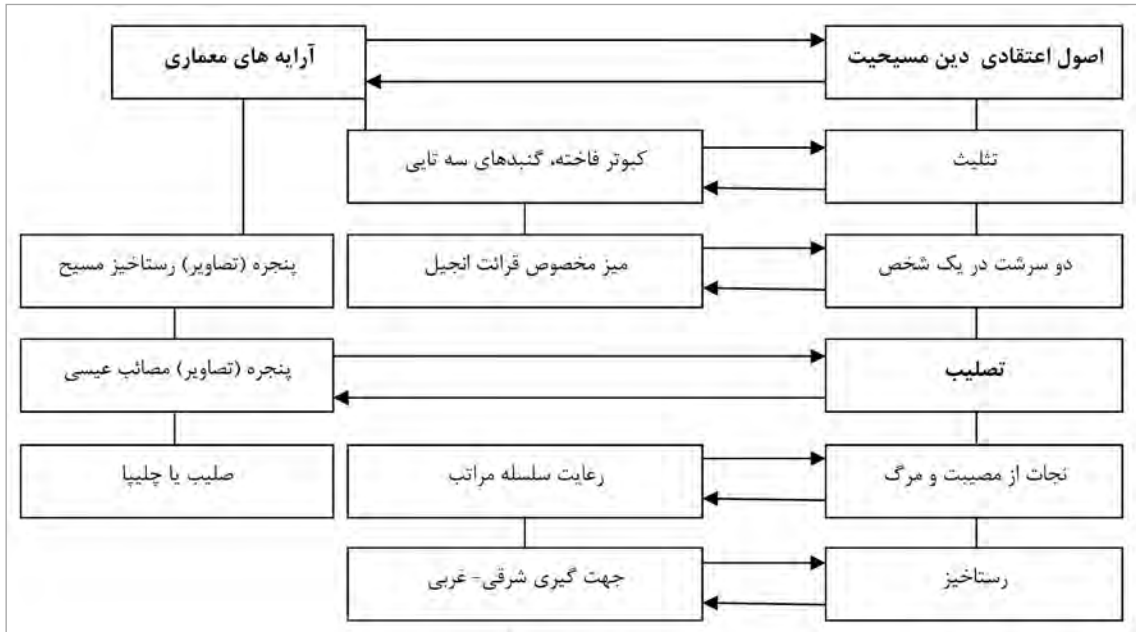 اصول اعتقادی دین مسیحیت
آرایه های معماری
تثلیث
کبوتر فاخته، گنبدهای سه تایی
دو سرشت در یک شخص
میز مخصوص قرائت انجیل
پنجره (تصاویر) رستاخیز مسیح
تصلیب
پنجره (تصاویر) مصائب عیسی
نجات از مصیبت و مرگ
رعایت سلسله مراتب
صلیب یا چلیپا
رستاخیز
جهت گیری شرقی- غربی